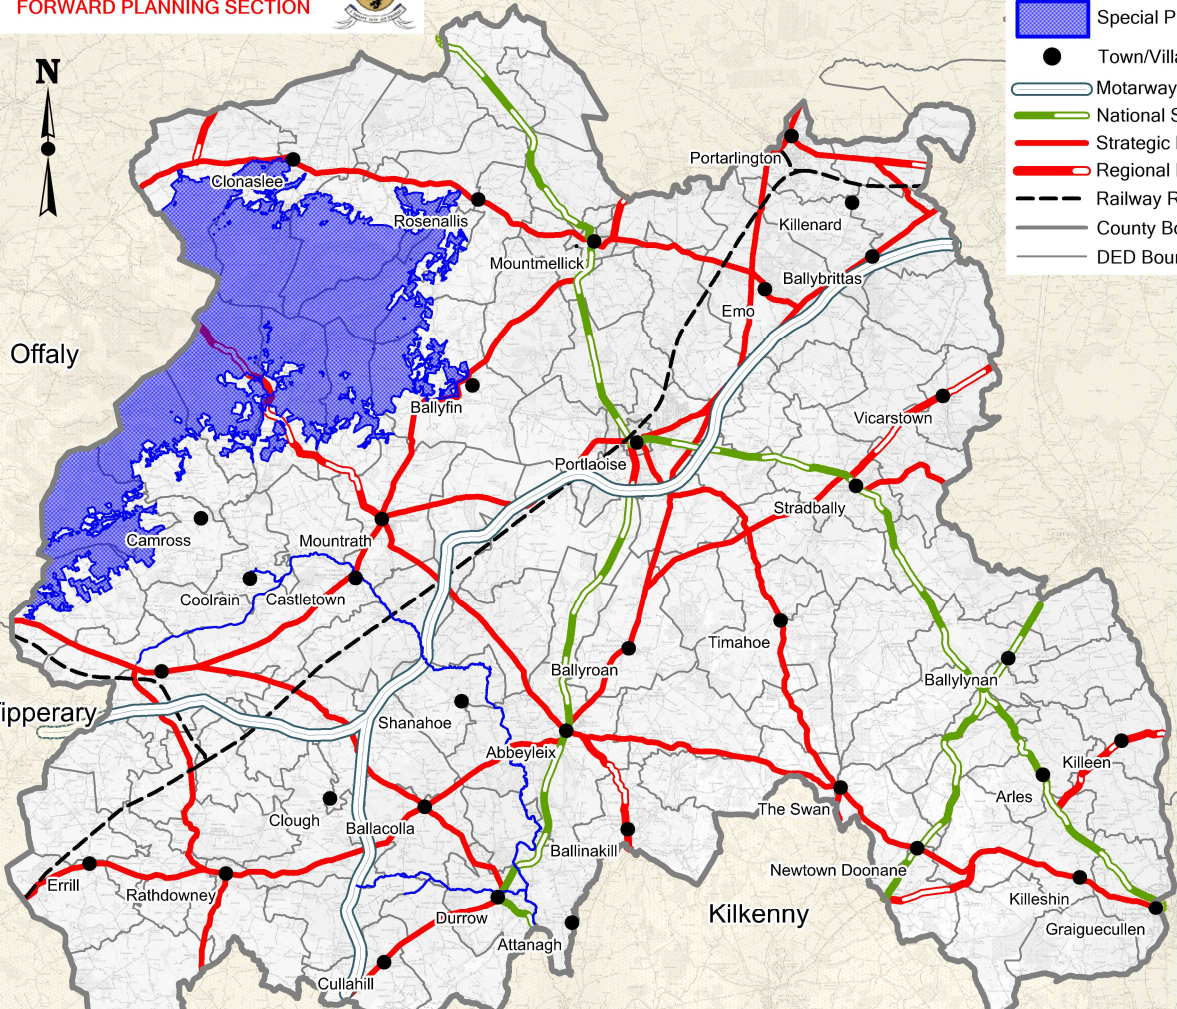 FORWARD PLANNING SECTION
N
Special P
Town/Villa
Motarway
National S
Strategic
Regional
Railway R
County Bo
DED Bour
Portarlington
Clonaslee
Rosenallis
Killenard
Mountmellick
Ballybrittas
Emo
Offaly
Ballyfin
Vicarstown
Portlaoise
Stradbally
Camross
Mountrath
Coolrain
Castletown
Timahoe
Ballyroan
Ballylynan
Tipperary
Shanahoe
Abbeyleix
Killeen
Arles
The Swan
Clough
Ballacolla
Ballinakill
Newtown Doonane
Errill
Rathdowney
Killeshin
Durrow
Kilkenny
Graiguecullen
Attanagh
Cullahill